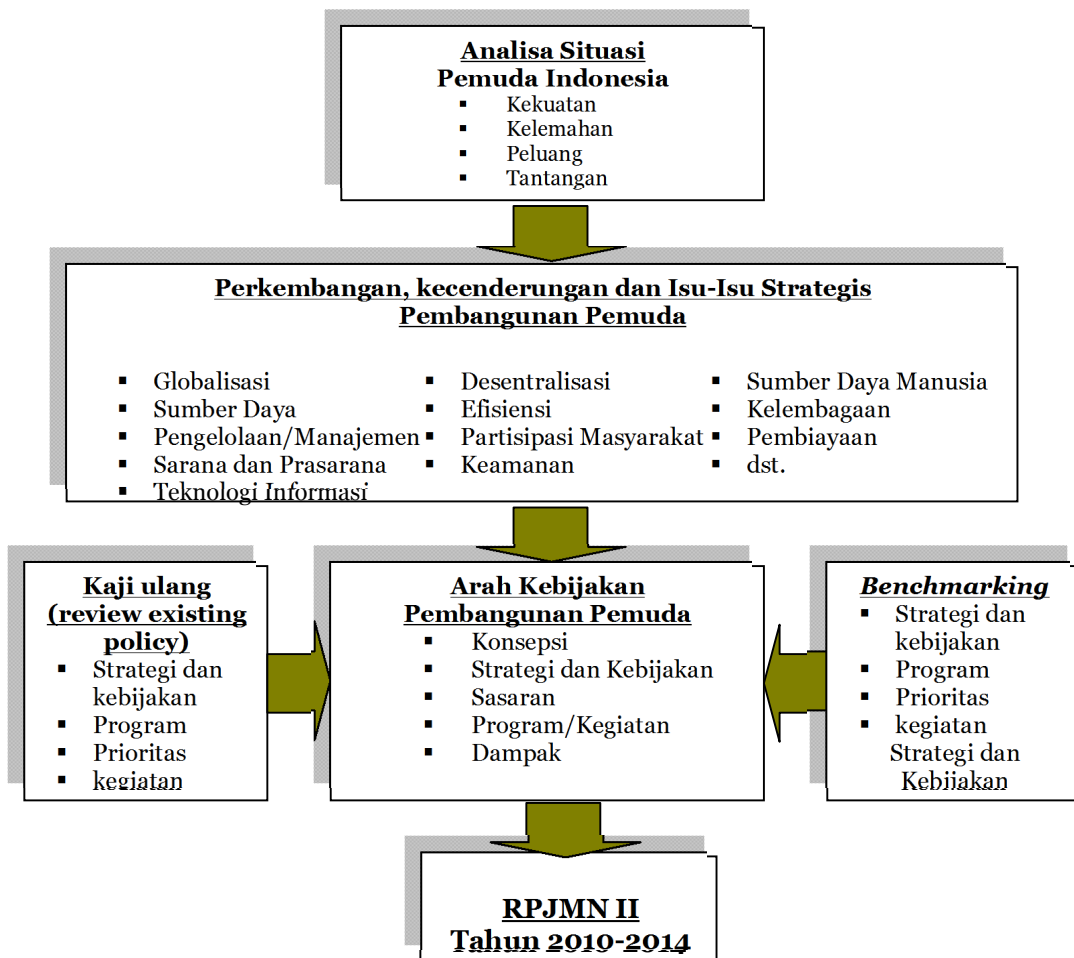 Analisa Situasi
Pemuda Indonesia
▪ Kekuatan
▪ Kelemahan
▪ Peluang
▪ Tantangan
Perkembangan, kecenderungan dan Isu-Isu Strategis
Pembangunan Pemuda
▪ Globalisasi
▪ Sumber Daya
▪ Pengelolaan/Manajemen
▪ Sarana dan Prasarana
▪ Teknologi Informasi
▪ Desentralisasi
▪ Efisiensi
▪ Partisipasi Masyarakat
▪ Keamanan
▪ Sumber Daya Manusia
▪ Kelembagaan
▪ Pembiayaan
▪ dst.
Kaji ulang
(review existing
policy)
▪ Strategi dan
kebijakan
▪ Program
▪ Prioritas
▪ kegiatan
Arah Kebijakan
Pembangunan Pemuda
▪ Konsepsi
▪ Strategi dan Kebijakan
▪ Sasaran
▪ Program/Kegiatan
▪ Dampak
Benchmarking
▪ Strategi dan
kebijakan
▪ Program
▪ Prioritas
▪ kegiatan
Strategi dan
Kebijakan
RPJMN II
Tahun 2010-2014